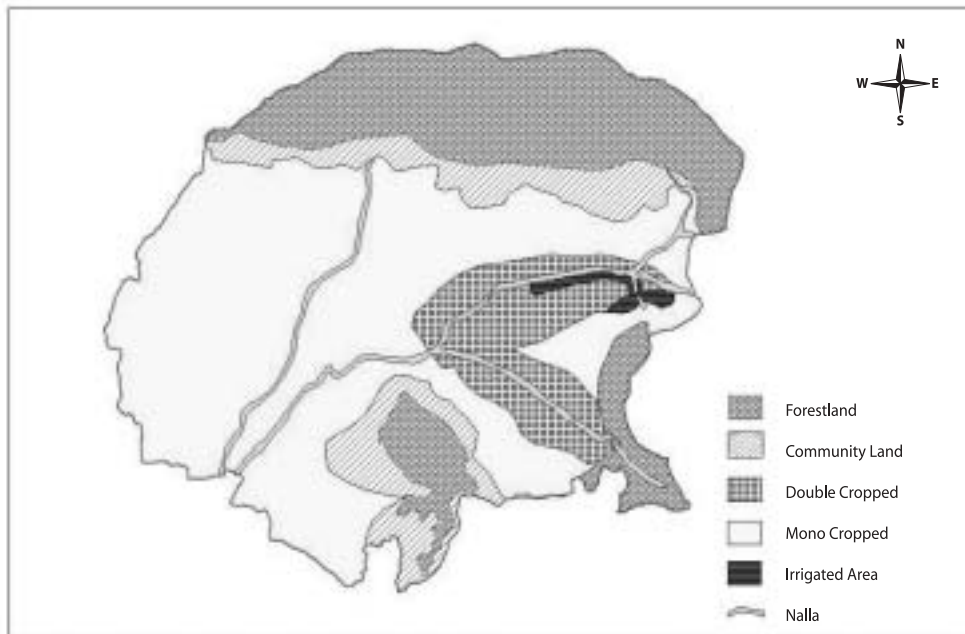 N
W E
S
Forestland
Community Land
Double Cropped
Mono Cropped
Irrigated Area
Nalla